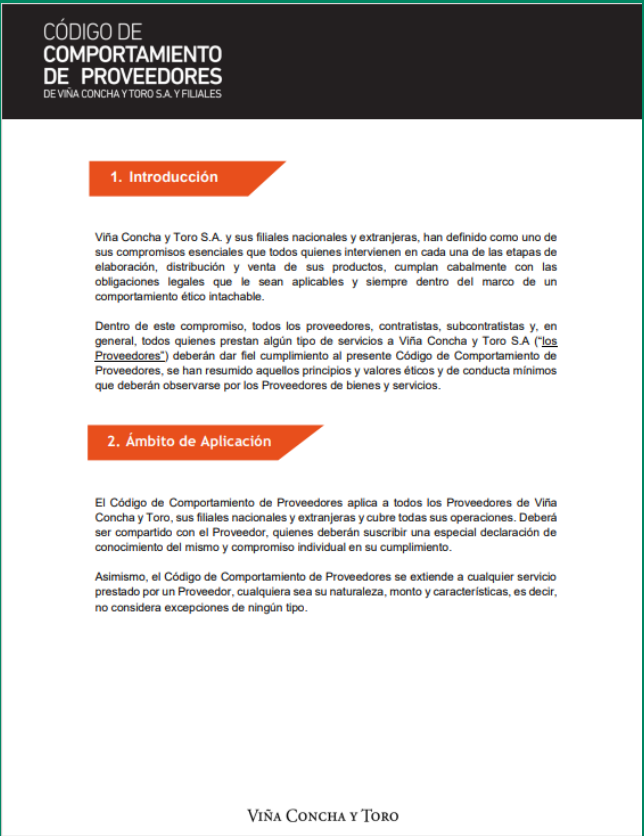 CÓDIGO DE
COMPORTAMIENTO
DE PROVEEDORES
DE VIÑA CONCHA Y TORO S.A. Y FILIALES
1. Introducción
Viña Concha y Toro S.A. y sus filiales nacionales y extranjeras, han definido como uno de
sus compromisos esenciales que todos quienes intervienen en cada una de las etapas de
elaboración, distribución y venta de sus productos, cumplan cabalmente con las
obligaciones legales que le sean aplicables y siempre dentro del marco de un
comportamiento ético intachable.
Dentro de este compromiso, todos los proveedores, contratistas, subcontratistas y, en
general, todos quienes prestan algún tipo de servicios a Viña Concha y Toro S.A ("los
Proveedores") deberán dar fiel cumplimiento al presente Código de Comportamiento de
Proveedores, se han resumido aquellos principios y valores éticos y de conducta mínimos
que deberán observarse por los Proveedores de bienes y servicios.
2. Ámbito de Aplicación
El Código de Comportamiento de Proveedores aplica a todos los Proveedores de Viña
Concha y Toro, sus filiales nacionales y extranjeras y cubre todas sus operaciones. Deberá
ser compartido con el Proveedor, quienes deberán suscribir una especial declaración de
conocimiento del mismo y compromiso individual en su cumplimiento.
Asimismo, el Código de Comportamiento de Proveedores se extiende a cualquier servicio
prestado por un Proveedor, cualquiera sea su naturaleza, monto y características, es decir,
no considera excepciones de ningún tipo.
VIÑA CONCHA Y TORO